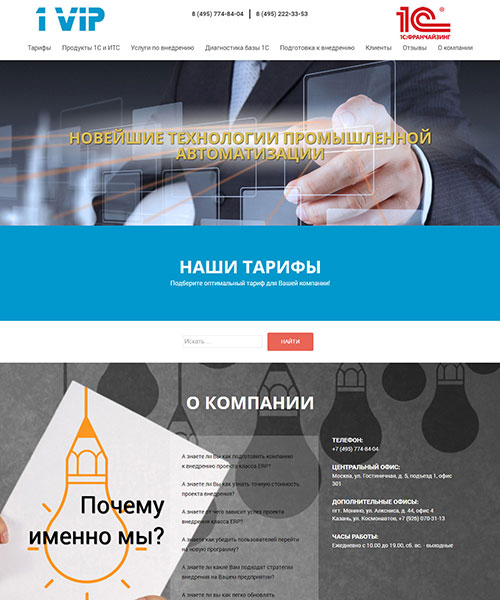 1 VIP
8 (495) 774-84-04 | 8 (495) 222-33-53
1С®
1С:ФРАНЧАЙЗИНГ
Тарифы Продукты 1С и ИТС Услуги по внедрению Диагностика базы 1С Подготовка к внедрению Клиенты Отзывы О компании
НОВЕЙШИЕ ТЕХНОЛОГИИ ПРОМЫШЛЕННОЙ
АВТОМАТИЗАЦИИ
НАШИ ТАРИФЫ
Подберите оптимальный тариф для Вашей компании!
Искать ...
НАЙТИ
О КОМПАНИИ
Почему
именно мы?
А знаете ли Вы как подготовить компанию
к внедрению проекта класса ERP?
А знаете ли Вы как узнать точную стоимость
проекта внедрения?
А знаете от чего зависит успех проекта
внедрения класса ERP?
А знаете как убедить пользователей перейти
на новую программу?
А знаете ли какие Вам подходят стратегии
внедрения на Вашем предприятии?
А знаете ли вы как легко обновлять
ТЕЛЕФОН:
+7 (495) 774-84-04
ЦЕНТРАЛЬНЫЙ ОФИС:
Москва, ул. Гостиничная, д. 5, подъезд 1, офис
301
ДОПОЛНИТЕЛЬНЫЕ ОФИСЫ:
пгт. Монино, ул. Алксниса, д. 44, офис 4
Казань, ул. Космонавтов, +7 (926) 070-31-13
ЧАСЫ РАБОТЫ:
Ежедневно с 10.00 до 19.00, сб. вс. - выходные